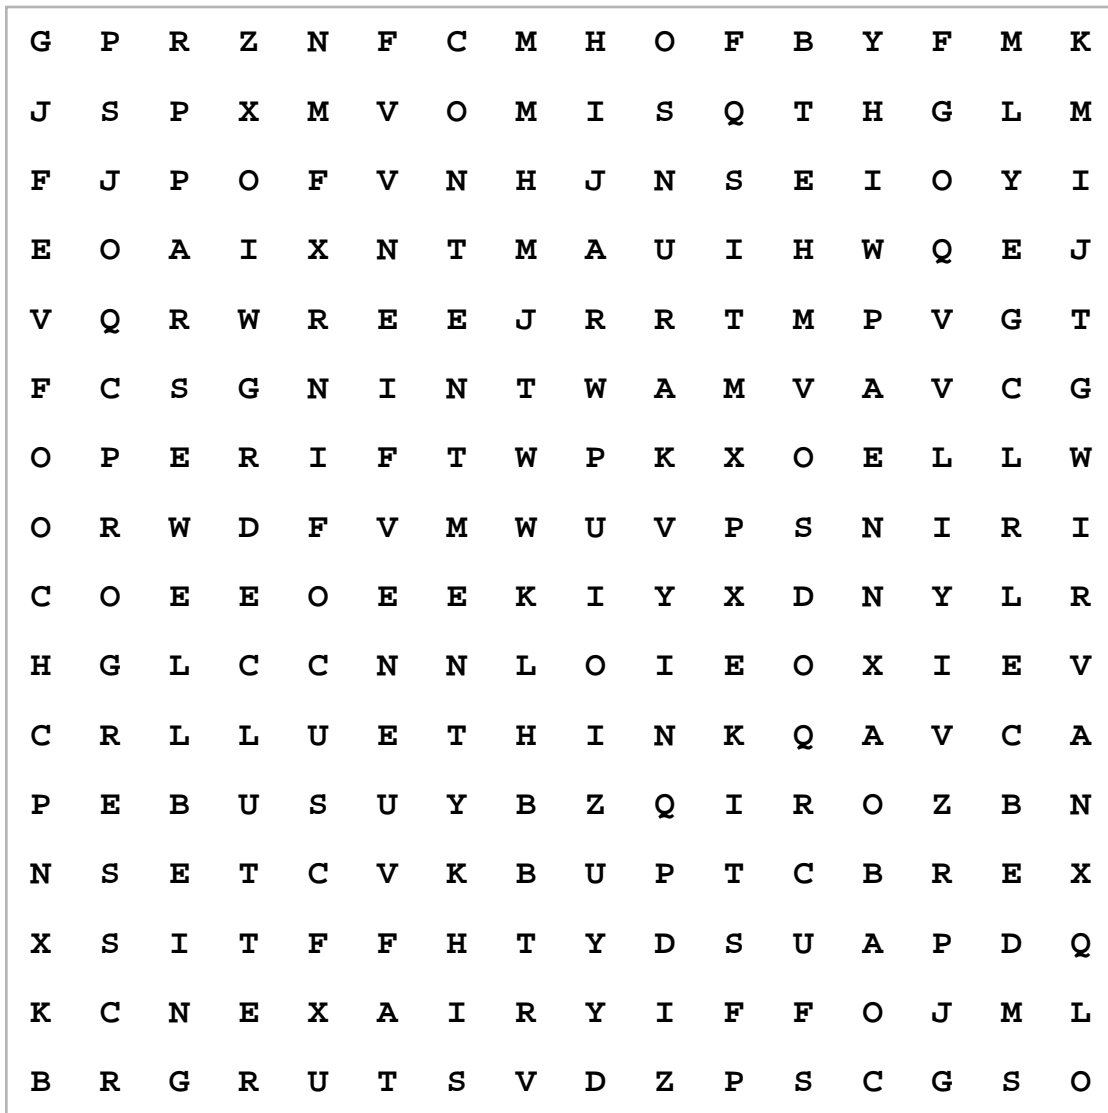 G P R Z N F C M H O F B Y F M K
J S P X M V O M I S Q T H G L M
F J P O F V N H J N S E I O Y I
E O A I X N T M A U I H W Q E J
V Q R W R E E J R R T M P V G T
F C S G N I N T W A M V A V C G
O P E R I F T W P K X O E L L W
O R W D F V M W U V P S N I R I
C O E E O E E K I Y X D N Y L R
H G L C C N N L O I E O X I E V
C R L L U E T H I N K Q A V C A
P E B U S U Y B Z Q I R O Z B N
N S E T C V K B U P T C B R E X
X S I T F F H T Y D S U A P D Q
K C N E X A I R Y I F F O J M L
B R G R U T S V D Z P S C G S O